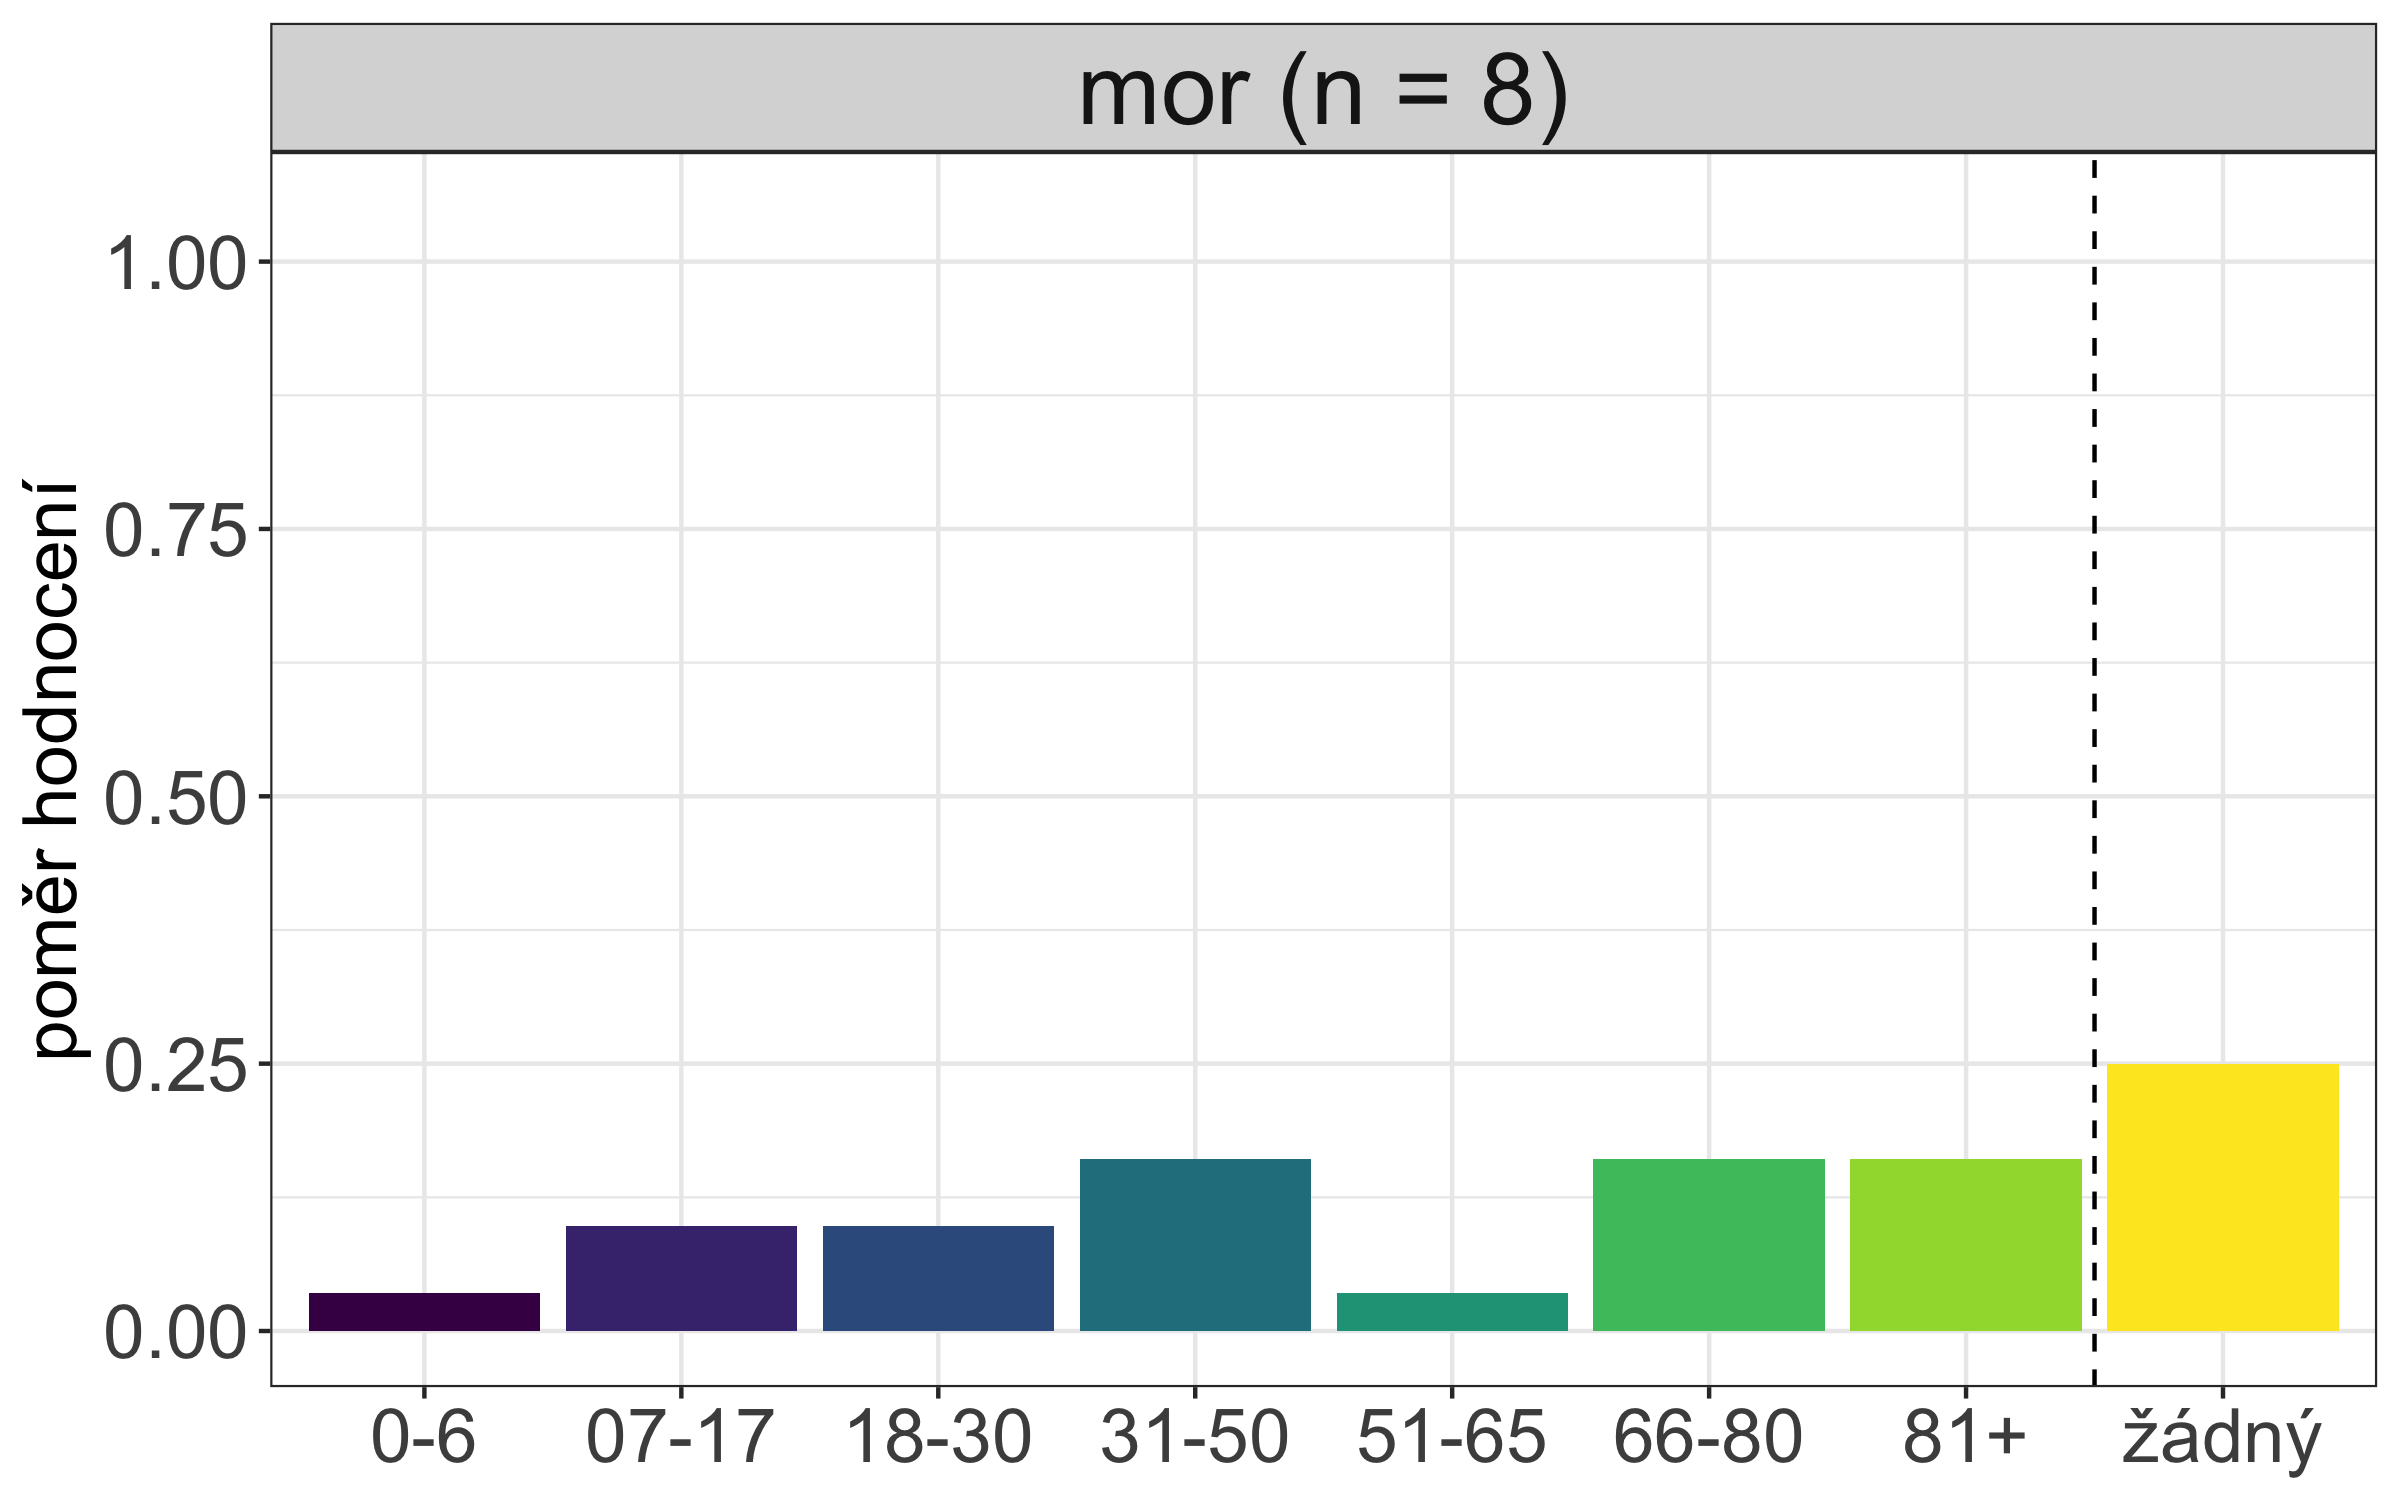 mor (n = 8)
poměr hodnocení
1.00
0.75
0.50
0.25
0.00
0-6 07-17 18-30 31-50 51-65 66-80 81+ žádný